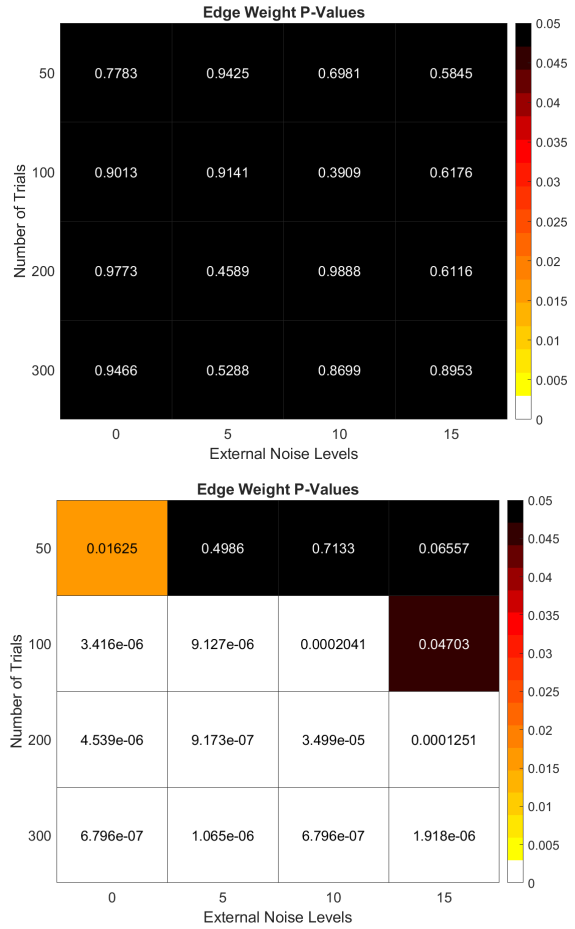 Edge Weight P-Values
Number of Trials
50 0.7783 0.9425 0.6981 0.5845
100 0.9013 0.9141 0.3909 0.6176
200 0.9773 0.4589 0.9888 0.6116
300 0.9466 0.5288 0.8699 0.8953
0 5 10 15
External Noise Levels
0.05
0.045
0.04
0.035
0.03
0.025
0.02
0.015
0.01
0.005
0
Edge Weight P-Values
Number of Trials
50 0.01625 0.4986 0.7133 0.06557
100 3.416e-06 9.127e-06 0.0002041 0.04703
200 4.539e-06 9.173e-07 3.499e-05 0.0001251
300 6.796e-07 1.065e-06 6.796e-07 1.918e-06
0 5 10 15
External Noise Levels
0.05
0.045
0.04
0.035
0.03
0.025
0.02
0.015
0.01
0.005
0